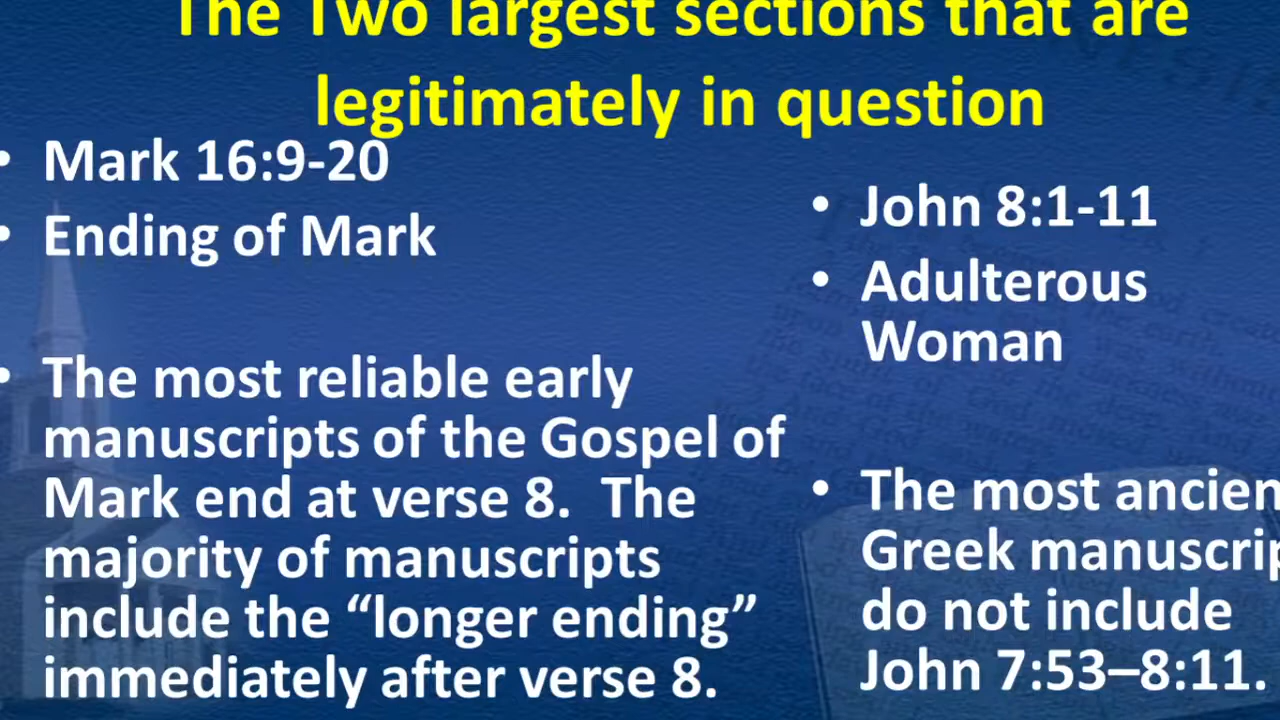 The Two largest sections that are
legitimately in question
• Mark 16:9-20
• Ending of Mark
• The most reliable early
manuscripts of the Gospel of
Mark end at verse 8. The
majority of manuscripts
include the “longer ending”
immediately after verse 8.
• John 8:1-11
• Adulterous
Woman
• The most ancien
Greek manuscrip
do not include
John 7:53–8:11.